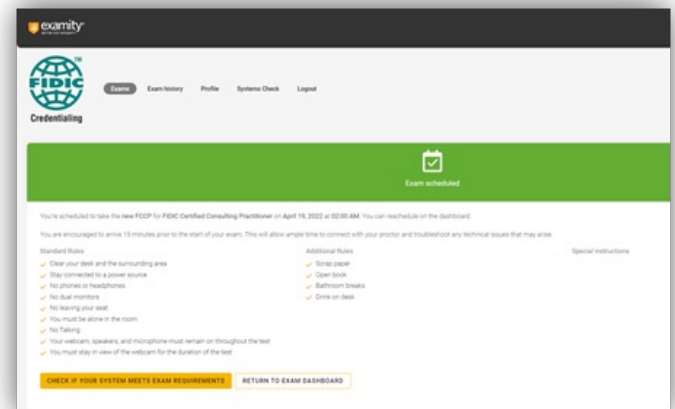 examity
FIDIC
TM
Credentialing
Exams Exam history Profile Systems Check Logout
Exam scheduled
You're scheduled to take the new FCCP for FIDIC Certified Consulting Practitioner on April 19, 2022 at 02:00 AM. You can reschedule on the dashboard.
You are encouraged to arrive 15 minutes prior to the start of your exam. This will allow ample time to connect with your proctor and troubleshoot any technical issues that may arise.
Standard Rules
Clear your desk and the surrounding area
Stay connected to a power source
No phones or headphones
No dual monitors
No leaving your seat
You must be alone in the room
No Talking
Your webcam, speakers, and microphone must remain on throughout the test
You must stay in view of the webcam for the duration of the test
Additional Rules
Scrap paper
Open book
Bathroom breaks
Drink on desk
Special instructions
CHECK IF YOUR SYSTEM MEETS EXAM REQUIREMENTS
RETURN TO EXAM DASHBOARD